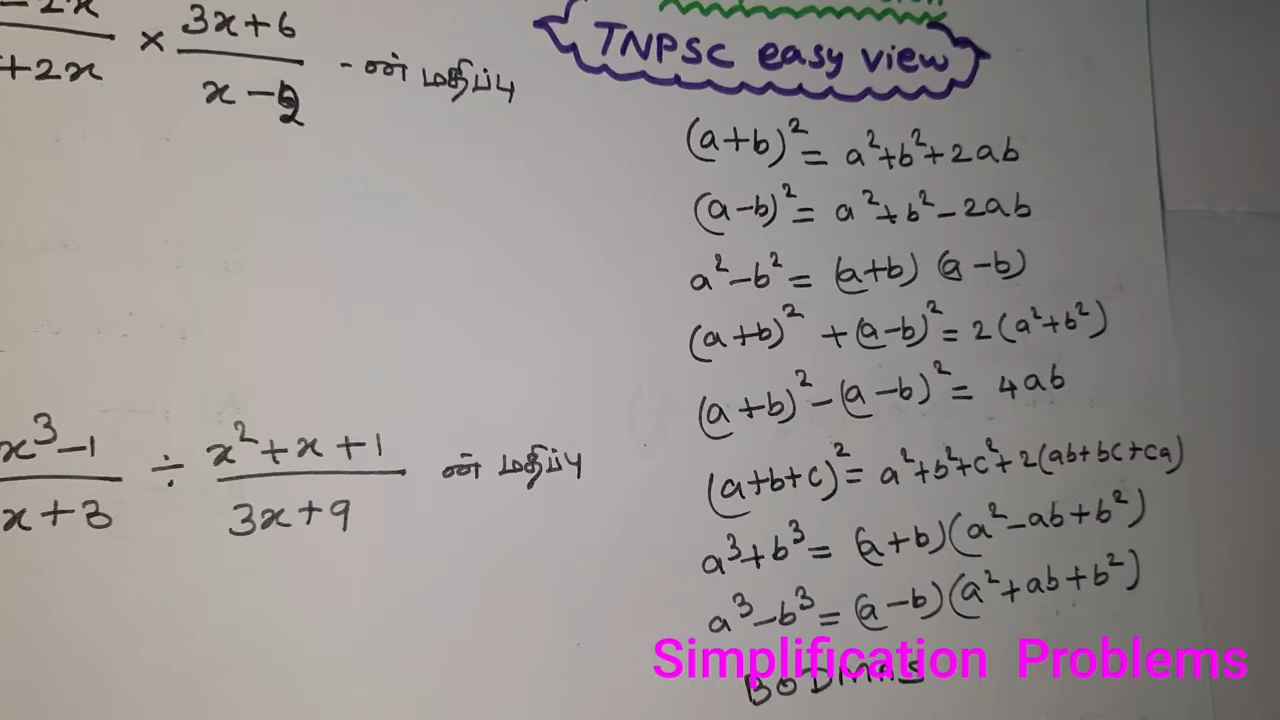 TNPSC easy view
-2x/+2x × 3x+6/x-2 -ன் மதிப்பு
(a+b)² = a²+b²+2ab
(a-b)² = a²+b²-2ab
a²-b² = (a+b) (a-b)
(a+b)² + (a-b)² = 2(a²+b²)
(a+b)² - (a-b)² = 4ab
x³-1/x+3 ÷ x²+x+1/3x+9 ன் மதிப்பு
(a+b+c)² = a²+b²+c²+2(ab+bc+ca)
a³+b³ = (a+b)(a²-ab+b²)
a³-b³ = (a-b)(a²+ab+b²)
Simplification Problems
BODMAS